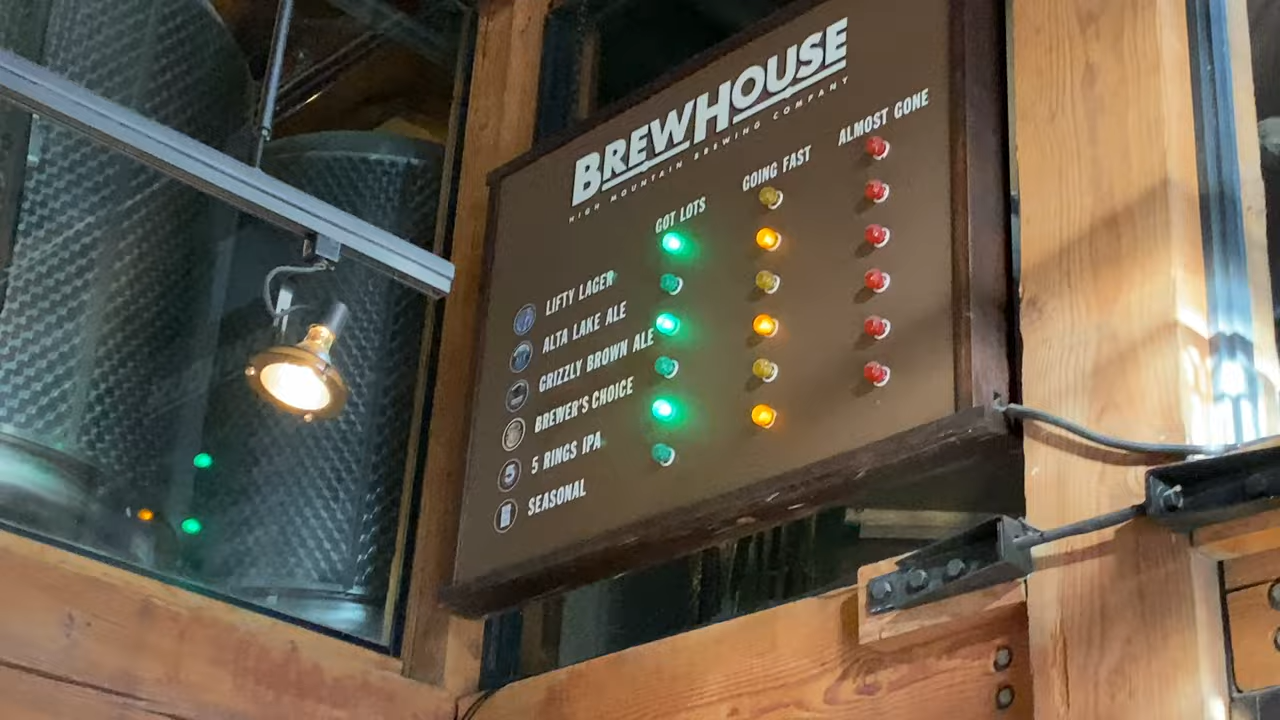 BREWHOUSE
HIGH MOUNTAIN BREWING COMPANY
GOT LOTS GOING FAST ALMOST GONE
LIFTY LAGER
ALTA LAKE ALE
GRIZZLY BROWN ALE
BREWER'S CHOICE
5 5 RINGS IPA
SEASONAL